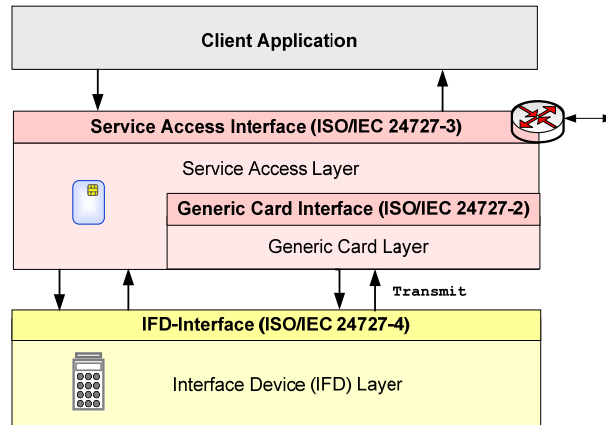 Client Application
Service Access Interface (ISO/IEC 24727-3)
Service Access Layer
Generic Card Interface (ISO/IEC 24727-2)
Generic Card Layer
Transmit
IFD-Interface (ISO/IEC 24727-4)
Interface Device (IFD) Layer